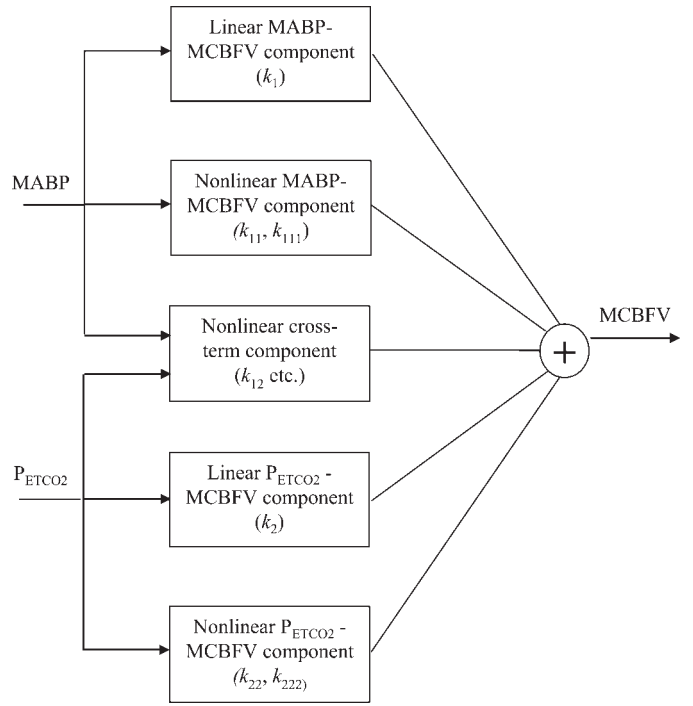 Linear MABP-
MCBFV component
(k1)
MABP
Nonlinear MABP-
MCBFV component
(k11, k111)
Nonlinear cross-
term component
(k12 etc.)
MCBFV
+
PETCO2
Linear PETCO2 -
MCBFV component
(k2)
Nonlinear PETCO2 -
MCBFV component
(k22, k222)